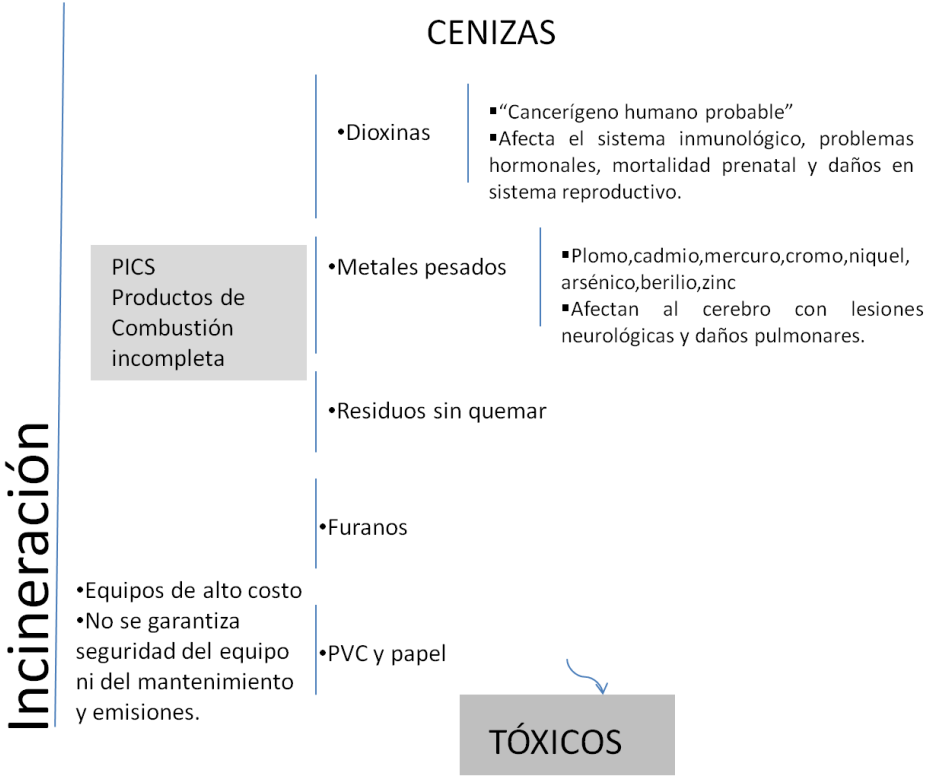 CENIZAS
•Dioxinas
▪“Cancerígeno humano probable”
▪Afecta el sistema inmunológico, problemas
hormonales, mortalidad prenatal y daños en
sistema reproductivo.
PICS
Productos de
Combustión
incompleta
•Metales pesados
▪Plomo,cadmio,mercuro,cromo,niquel,
arsénico,berilio,zinc
▪Afectan al cerebro con lesiones
neurológicas y daños pulmonares.
•Residuos sin quemar
•Furanos
Incineración
•Equipos de alto costo
•No se garantiza
seguridad del equipo
ni del mantenimiento
y emisiones.
•PVC y papel
TÓXICOS